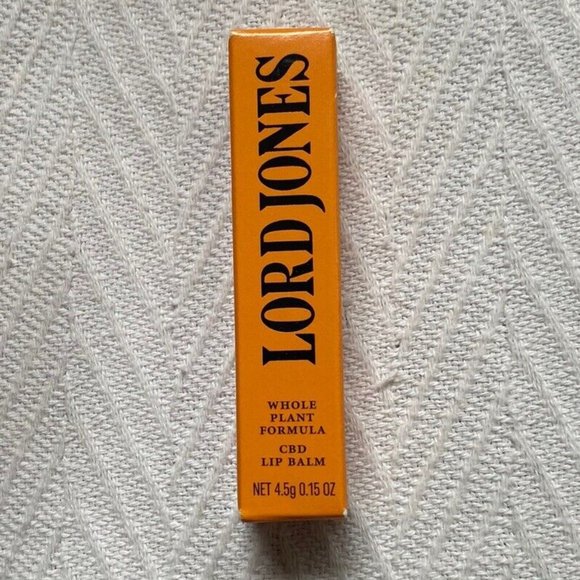 LORD JONES
WHOLE
PLANT
FORMULA
CBD
LIP BALM
NET 4.5g 0.15 OZ